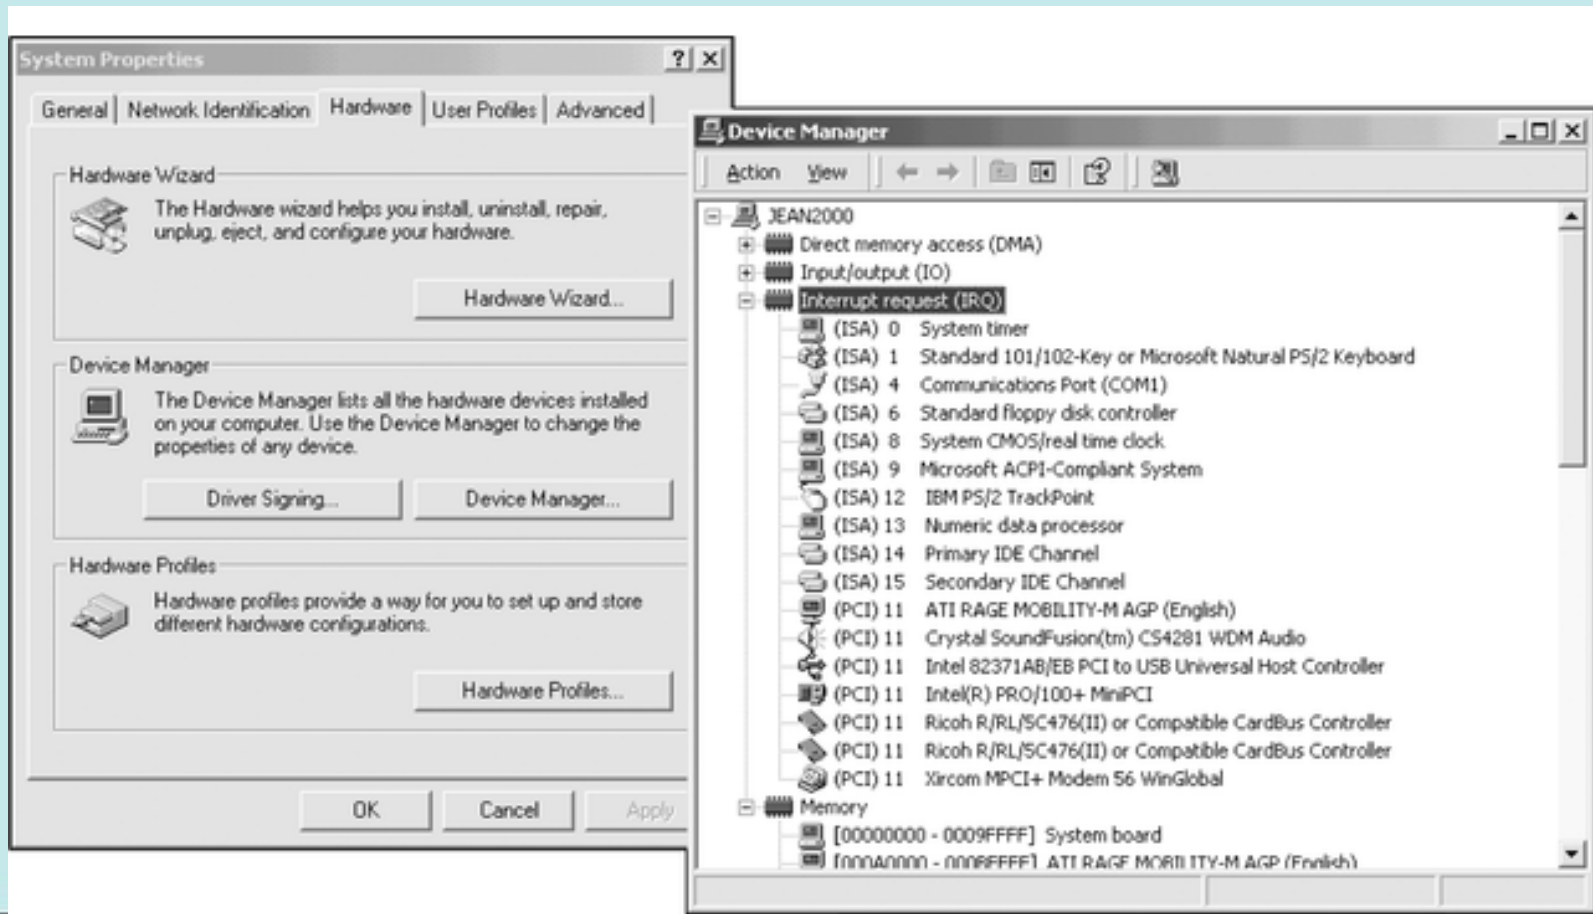 System Properties
General Network Identification Hardware User Profiles Advanced
Hardware Wizard
The Hardware wizard helps you install, uninstall, repair,
unplug, eject, and configure your hardware.
Hardware Wizard...
Device Manager
The Device Manager lists all the hardware devices installed
on your computer. Use the Device Manager to change the
properties of any device.
Driver Signing... Device Manager...
Hardware Profiles
Hardware profiles provide a way for you to set up and store
different hardware configurations.
Hardware Profiles...
OK Cancel Apply
Device Manager
Action View
JEAN2000
Direct memory access (DMA)
Input/output (IO)
Interrupt request (IRQ)
(ISA) 0 System timer
(ISA) 1 Standard 101/102-Key or Microsoft Natural PS/2 Keyboard
(ISA) 4 Communications Port (COM1)
(ISA) 6 Standard floppy disk controller
(ISA) 8 System CMOS/real time clock
(ISA) 9 Microsoft ACPI-Compliant System
(ISA) 12 IBM PS/2 TrackPoint
(ISA) 13 Numeric data processor
(ISA) 14 Primary IDE Channel
(ISA) 15 Secondary IDE Channel
(PCI) 11 ATI RAGE MOBILITY-M AGP (English)
(PCI) 11 Crystal SoundFusion(tm) CS4281 WDM Audio
(PCI) 11 Intel 82371AB/EB PCI to USB Universal Host Controller
(PCI) 11 Intel(R) PRO/100+ MiniPCI
(PCI) 11 Ricoh R/RL/5C476(II) or Compatible CardBus Controller
(PCI) 11 Ricoh R/RL/5C476(II) or Compatible CardBus Controller
(PCI) 11 Xircom MPCI+ Modem 56 WinGlobal
Memory
[00000000 - 0009FFFF] System board
[000A0000 - 000BFFFF] ATI RAGE MOBILITY-M AGP (English)